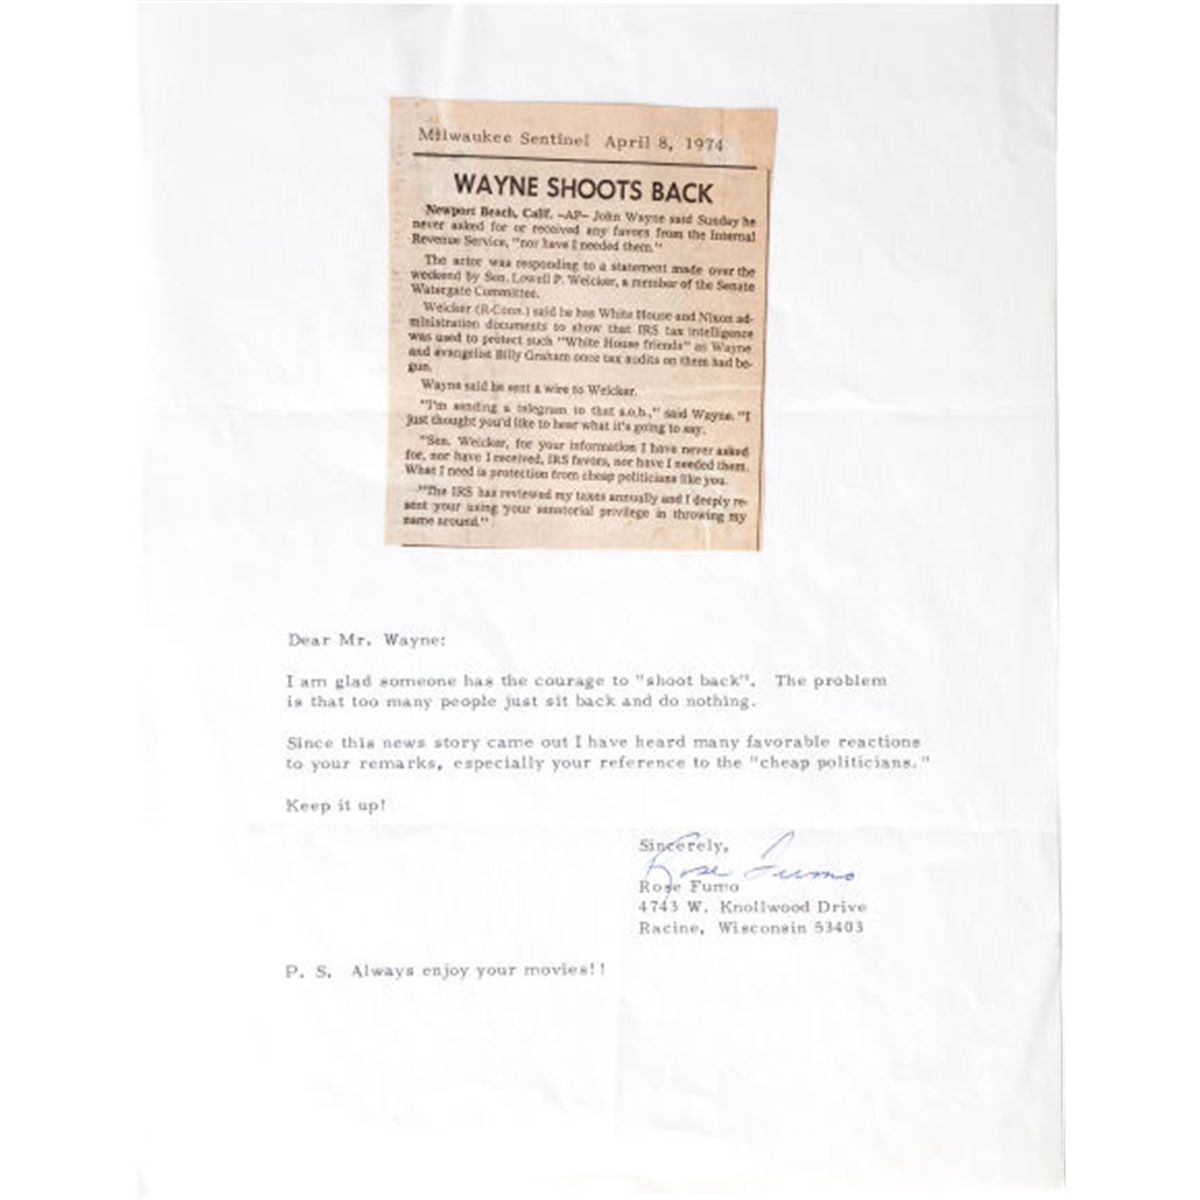 Milwaukee Sentinel April 8, 1974
WAYNE SHOOTS BACK
Newport Beach, Calif. -AP- John Wayne said Sunday he
never asked for or received any favors from the Internal
Revenue Service, "nor have I needed them."
The actor was responding to a statement made over the
weekend by Sen. Lowell P. Weicker, a member of the Senate
Watergate Committee.
Weicker (R-Conn.) said he has White House and Nixon ad-
ministration documents to show that IRS tax intelligence
was used to protect such "White House friends" as Wayne
and evangelist Billy Graham once tax audits on them had be-
gun.
Wayne said he sent a wire to Weicker.
"I'm sending a telegram to that s.o.b.," said Wayne. "I
just thought you'd like to hear what it's going to say.
"Sen. Weicker, for your information I have never asked
for, nor have I received, IRS favors, nor have I needed them.
What I need is protection from cheap politicians like you.
"The IRS has reviewed my taxes annually and I deeply re-
sent your using your senatorial privilege in throwing my
name around."
Dear Mr. Wayne:
I am glad someone has the courage to "shoot back". The problem
is that too many people just sit back and do nothing.
Since this news story came out I have heard many favorable reactions
to your remarks, especially your reference to the "cheap politicians."
Keep it up!
Sincerely,
Rose Fumo
Rose Fumo
4743 W. Knollwood Drive
Racine, Wisconsin 53403
P. S. Always enjoy your movies!!